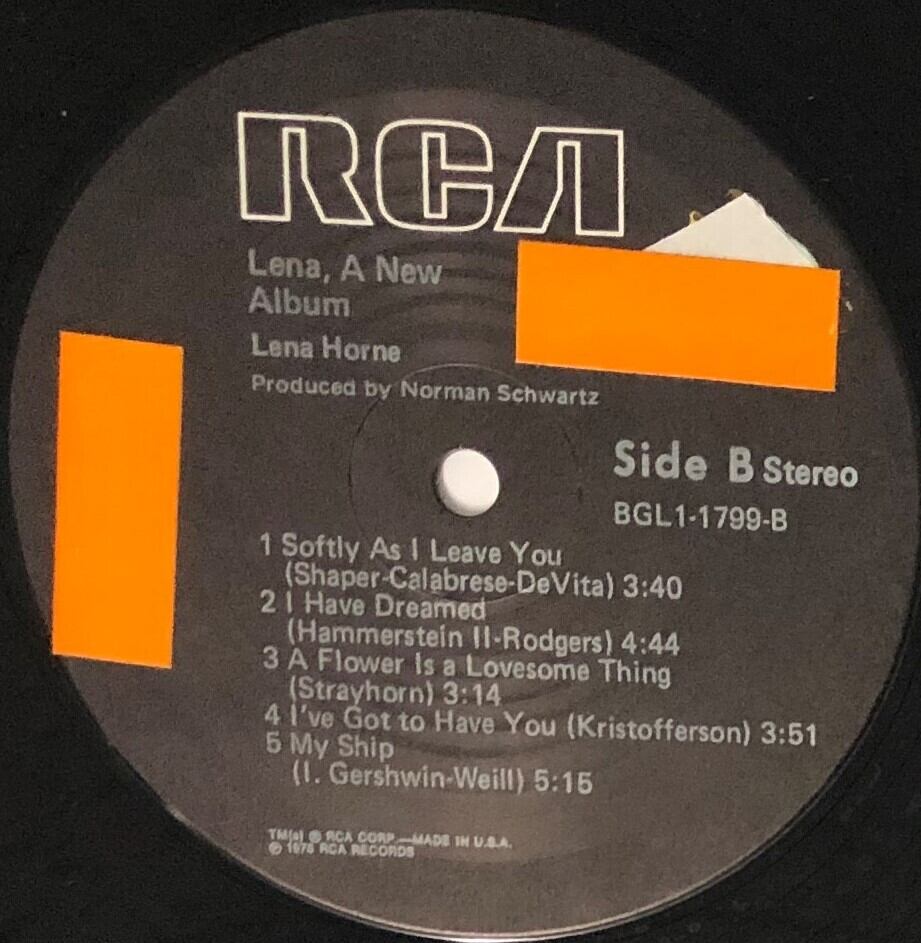 RCA
Lena, A New
Album
Lena Horne
Produced by Norman Schwartz
Side B Stereo
BGL1-1799-B
1 Softly As I Leave You
(Shaper-Calabrese-DeVita) 3:40
2 I Have Dreamed
(Hammerstein II-Rodgers) 4:44
3 A Flower Is a Lovesome Thing
(Strayhorn) 3:14
4 I've Got to Have You (Kristofferson) 3:51
5 My Ship
(I. Gershwin-Weill) 5:15
TM(s) ® RCA CORP.—MADE IN U.S.A.
℗ 1976 RCA RECORDS